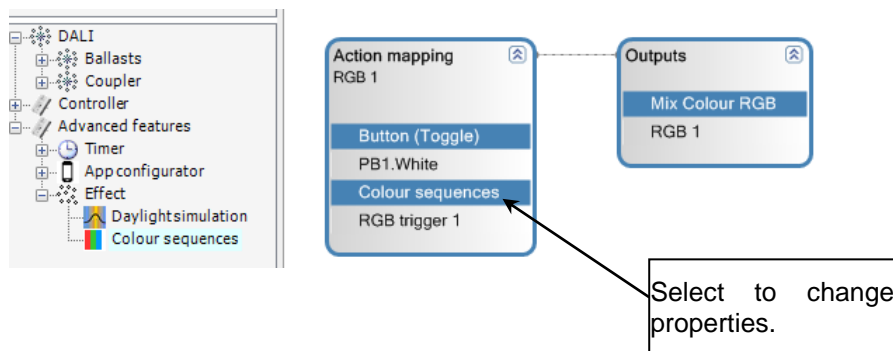 DALI
Ballasts
Coupler
Controller
Advanced features
Timer
App configurator
Effect
Daylight simulation
Colour sequences
Action mapping
RGB 1
Button (Toggle)
PB1.White
Colour sequences
RGB trigger 1
Outputs
Mix Colour RGB
RGB 1
Select to change
properties.